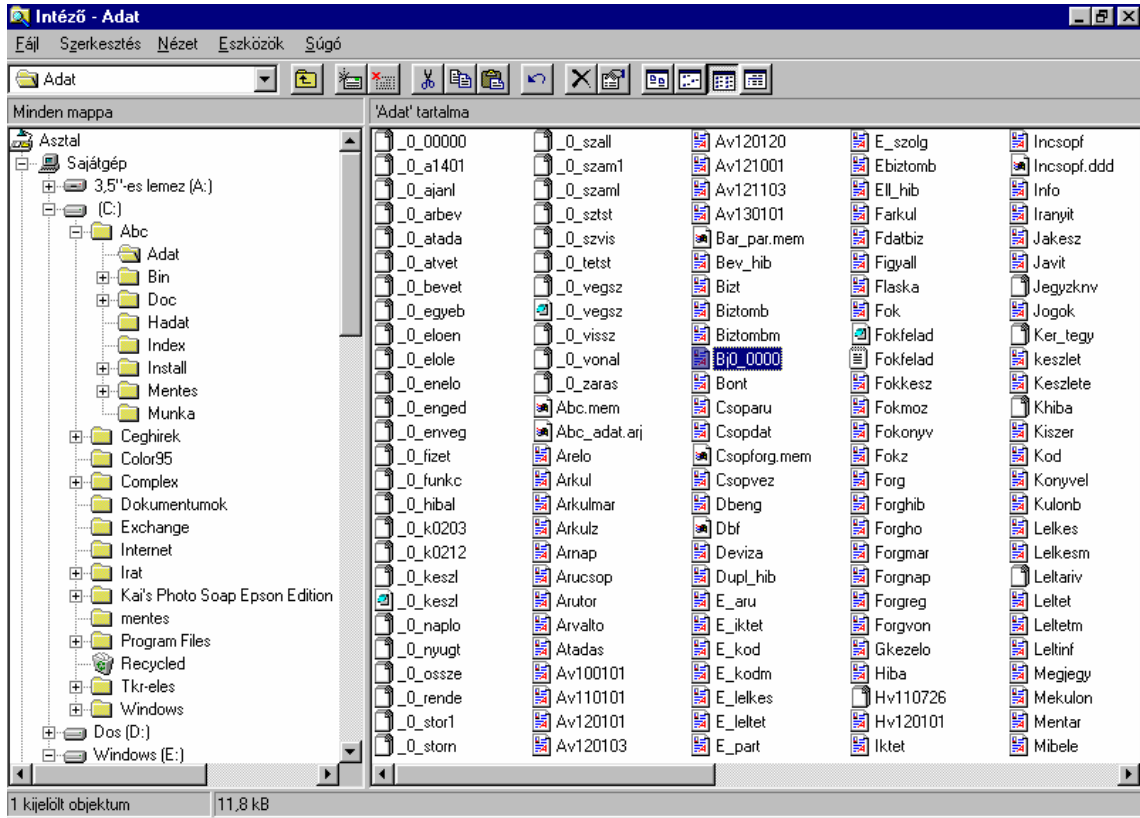 Intéző - Adat
Fájl Szerkesztés Nézet Eszközök Súgó
Adat
Minden mappa
'Adat' tartalma
Asztal
Sajátgép
3,5''-es lemez (A:)
(C:)
Abc
Adat
Bin
Doc
Hadat
Index
Install
Mentes
Munka
Ceghirek
Color95
Complex
Dokumentumok
Exchange
Internet
Irat
Kai's Photo Soap Epson Edition
mentes
Program Files
Recycled
Tkr-eles
Windows
Dos (D:)
Windows (E:)
_0_00000
_0_a1401
_0_ajanl
_0_arbev
_0_atada
_0_atvet
_0_bevet
_0_egyeb
_0_eloen
_0_elole
_0_enelo
_0_enged
_0_enveg
_0_fizet
_0_funkc
_0_hibal
_0_k0203
_0_k0212
_0_keszl
_0_keszl
_0_naplo
_0_nyugt
_0_ossze
_0_rende
_0_stor1
_0_storn
_0_szall
_0_szam1
_0_szaml
_0_sztst
_0_szvis
_0_tetst
_0_vegsz
_0_vegsz
_0_vissz
_0_vonal
_0_zaras
Abc.mem
Abc_adat.arj
Arelo
Arkul
Arkulmar
Arkulz
Arnap
Arucsop
Arutor
Arvalto
Atadas
Av100101
Av110101
Av120101
Av120103
Av120120
Av121001
Av121103
Av130101
Bar_par.mem
Bev_hib
Bizt
Biztomb
Biztombm
Bj0_0000
Bont
Csoparu
Csopdat
Csopforg.mem
Csopvez
Dbeng
Dbf
Deviza
Dupl_hib
E_aru
E_iktet
E_kod
E_kodm
E_lelkes
E_leltet
E_part
E_szolg
Ebiztomb
Ell_hib
Farkul
Fdatbiz
Figyall
Flaska
Fok
Fokfelad
Fokfelad
Fokkesz
Fokmoz
Fokonyv
Fokz
Forg
Forghib
Forgho
Forgmar
Forgnap
Forgreg
Forgvon
Gkezelo
Hiba
Hv110726
Hv120101
Iktet
Incsopf
Incsopf.ddd
Info
Iranyit
Jakesz
Javit
Jegyzknv
Jogok
Ker_tegy
keszlet
Keszlete
Khiba
Kiszer
Kod
Konyvel
Kulonb
Lelkes
Lelkesm
Leltariv
Leltet
Leltetm
Leltinf
Megjegy
Mekulon
Mentar
Mibele
1 kijelölt objektum
11,8 kB